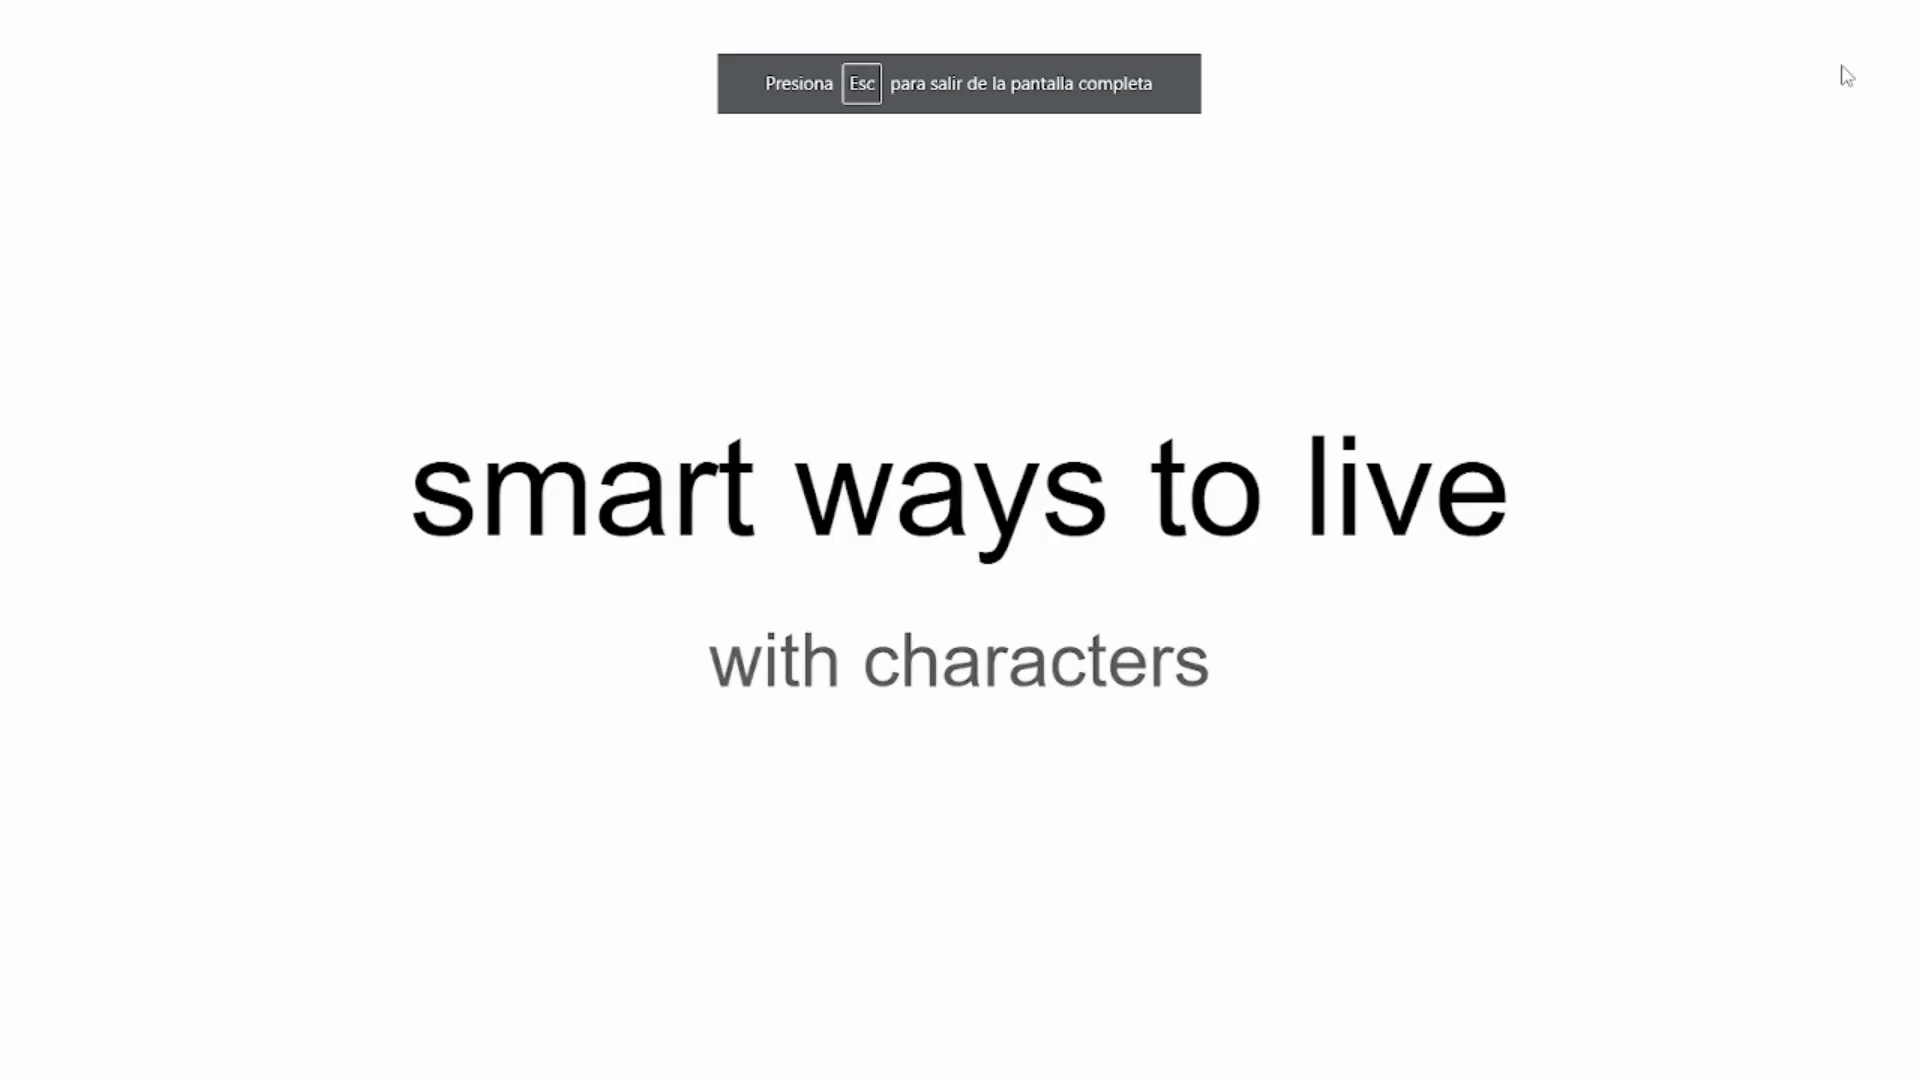 Presiona Esc para salir de la pantalla completa
smart ways to live
with characters